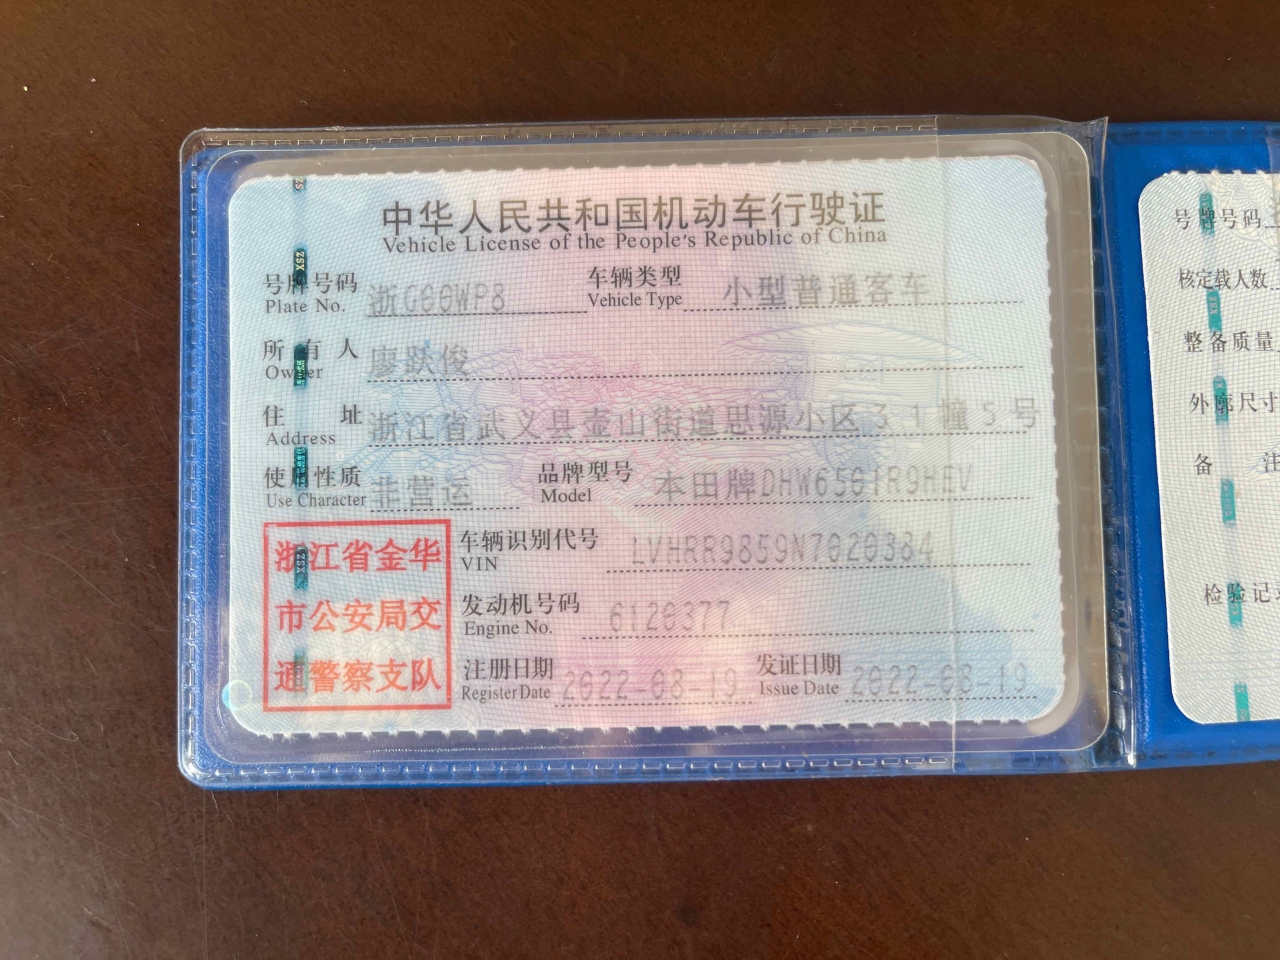 中华人民共和国机动车行驶证
Vehicle License of the People's Republic of China
号牌号码 浙G00WP8 车辆类型 小型普通客车
Plate No. Vehicle Type
所有人 廖跃俊
Owner
住址 浙江省武义县壶山街道思源小区31幢5号
Address
使用性质 非营运 品牌型号 本田牌DHW6501R9HEV
Use Character Model
浙江省金华
市公安局交
通警察支队
车辆识别代号 LVHRR9859N7020384
VIN
发动机号码 6120377
Engine No.
注册日期 2022-08-19 发证日期 2022-08-19
Register Date Issue Date
号牌号码
核定载人数
整备质量
外廓尺寸
备注
检验记